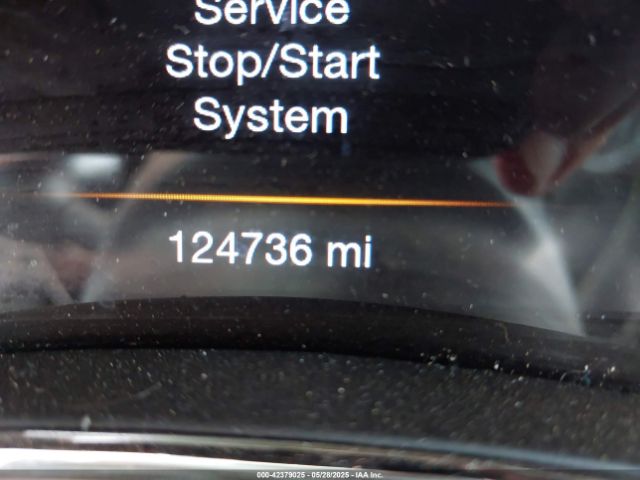 Service
Stop/Start
System
124736 mi
000-42379025 - 05/28/2025 - © IAA Inc.